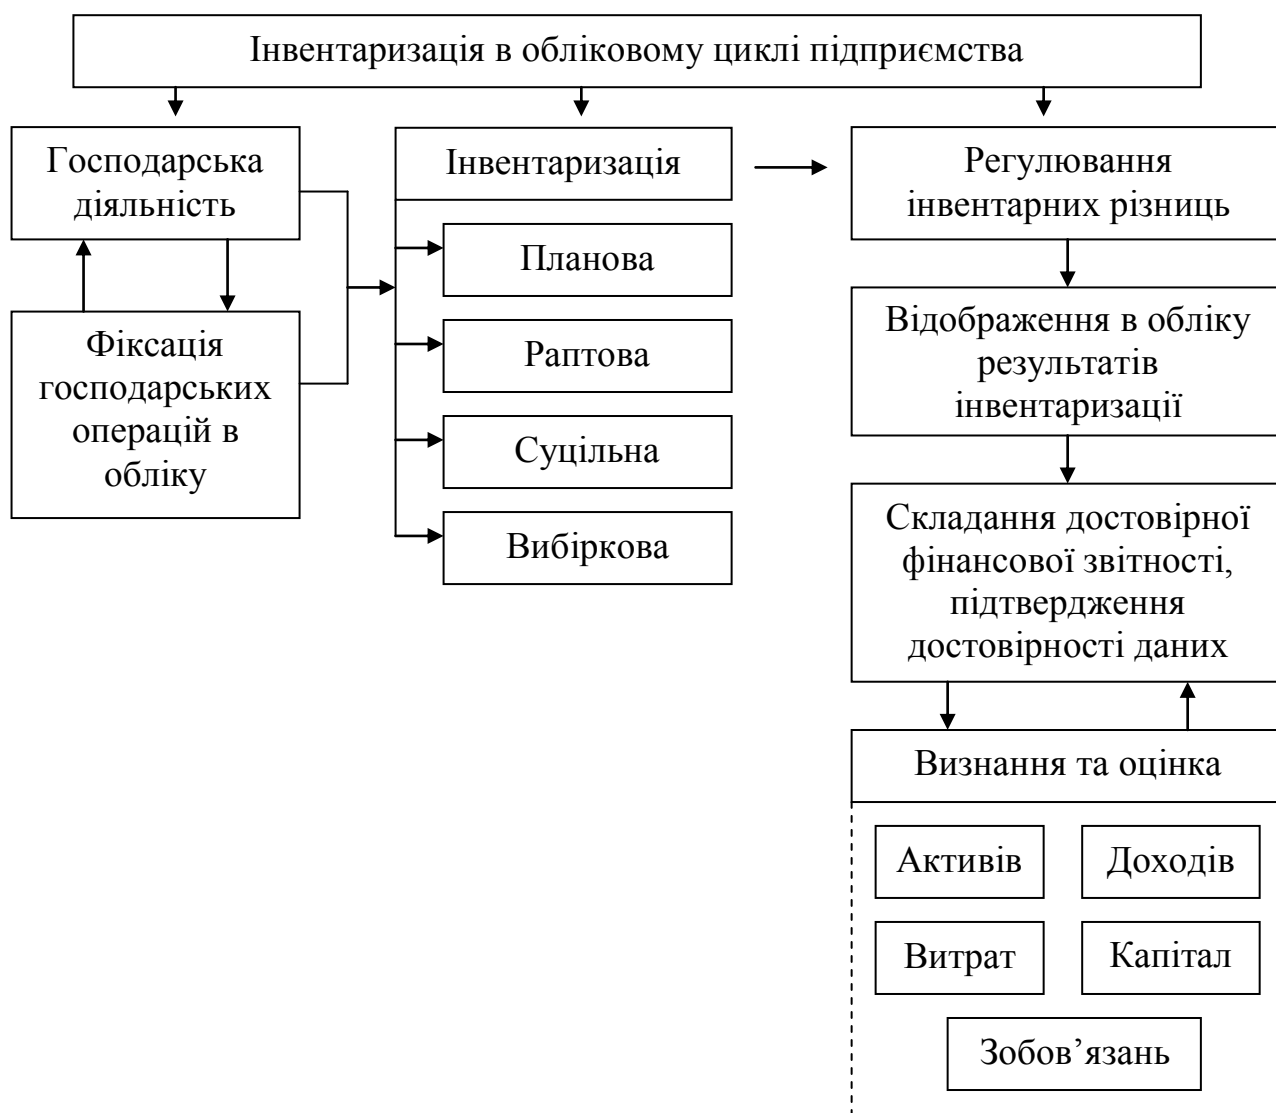 Інвентаризація в обліковому циклі підприємства
Господарська
діяльність
Фіксація
господарських
операцій в
обліку
Інвентаризація
Планова
Раптова
Суцільна
Вибіркова
Регулювання
інвентарних різниць
Відображення в обліку
результатів
інвентаризації
Складання достовірної
фінансової звітності,
підтвердження
достовірності даних
Визнання та оцінка
Активів
Доходів
Витрат
Капітал
Зобов’язань